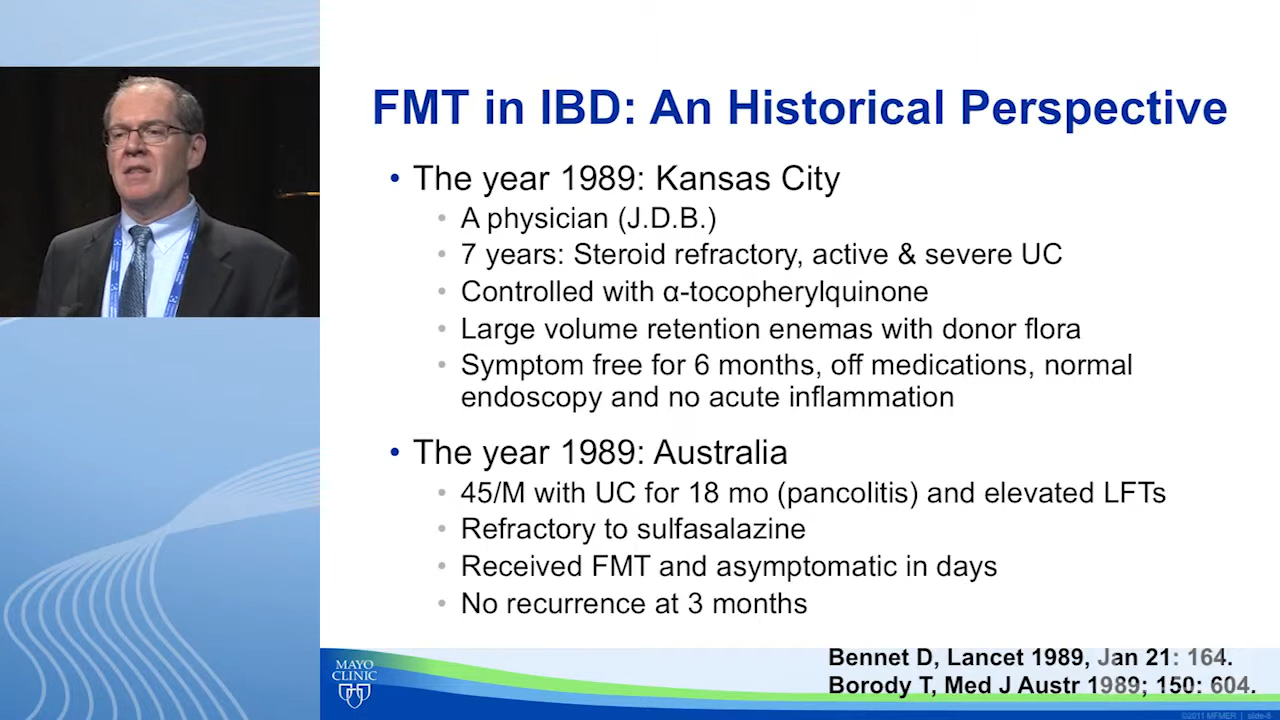 FMT in IBD: An Historical Perspective
• The year 1989: Kansas City
• A physician (J.D.B.)
• 7 years: Steroid refractory, active & severe UC
• Controlled with α-tocopherylquinone
• Large volume retention enemas with donor flora
• Symptom free for 6 months, off medications, normal
endoscopy and no acute inflammation
• The year 1989: Australia
• 45/M with UC for 18 mo (pancolitis) and elevated LFTs
• Refractory to sulfasalazine
• Received FMT and asymptomatic in days
• No recurrence at 3 months
MAYO
CLINIC
Bennet D, Lancet 1989, Jan 21: 164.
Borody T, Med J Austr 1989; 150: 604.
©2011 MFMER | slide-8